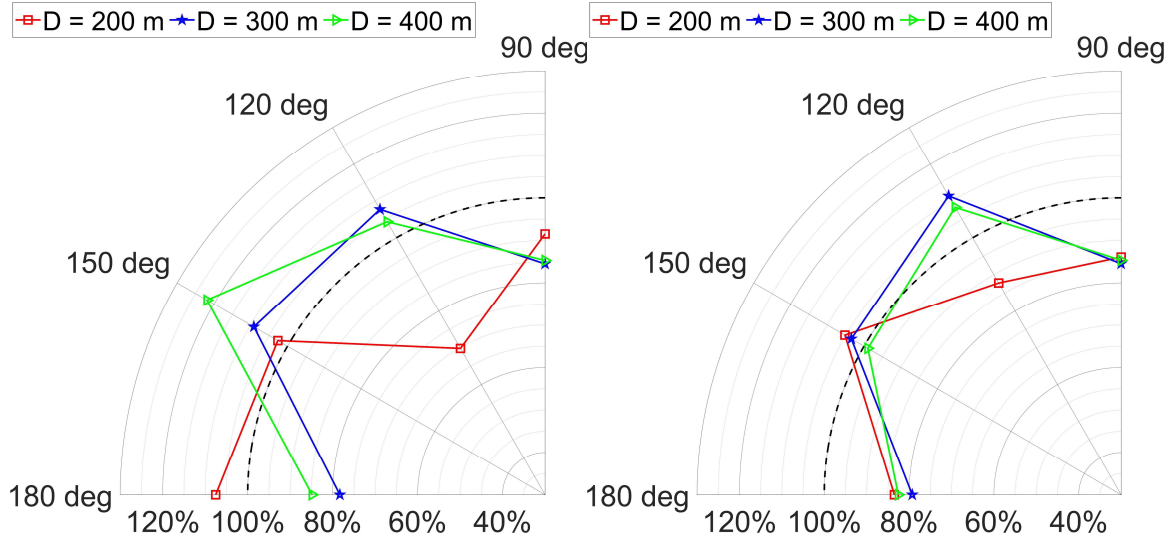 D = 200 m D = 300 m D = 400 m
90 deg
120 deg
150 deg
180 deg
120% 100% 80% 60% 40%
D = 200 m D = 300 m D = 400 m
90 deg
120 deg
150 deg
180 deg
120% 100% 80% 60% 40%